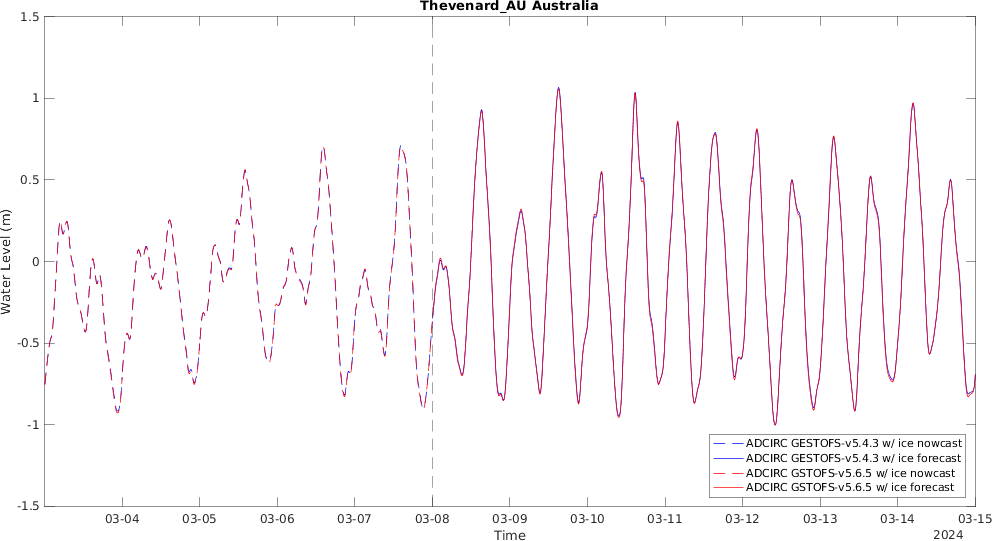 Thevenard_AU Australia
1.5
1
0.5
0
-0.5
-1
-1.5
Water Level (m)
03-04 03-05 03-06 03-07 03-08 03-09 03-10 03-11 03-12 03-13 03-14 03-15
Time
2024
ADCIRC GESTOFS-v5.4.3 w/ ice nowcast
ADCIRC GESTOFS-v5.4.3 w/ ice forecast
ADCIRC GSTOFS-v5.6.5 w/ ice nowcast
ADCIRC GSTOFS-v5.6.5 w/ ice forecast